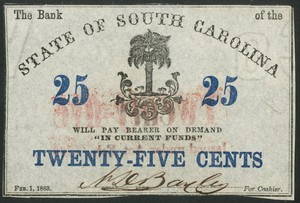 The Bank of the
STATE OF SOUTH CAROLINA
25 25
WILL PAY BEARER ON DEMAND
"IN CURRENT FUNDS"
TWENTY-FIVE CENTS
FEB. 1, 1863.
For Cashier.